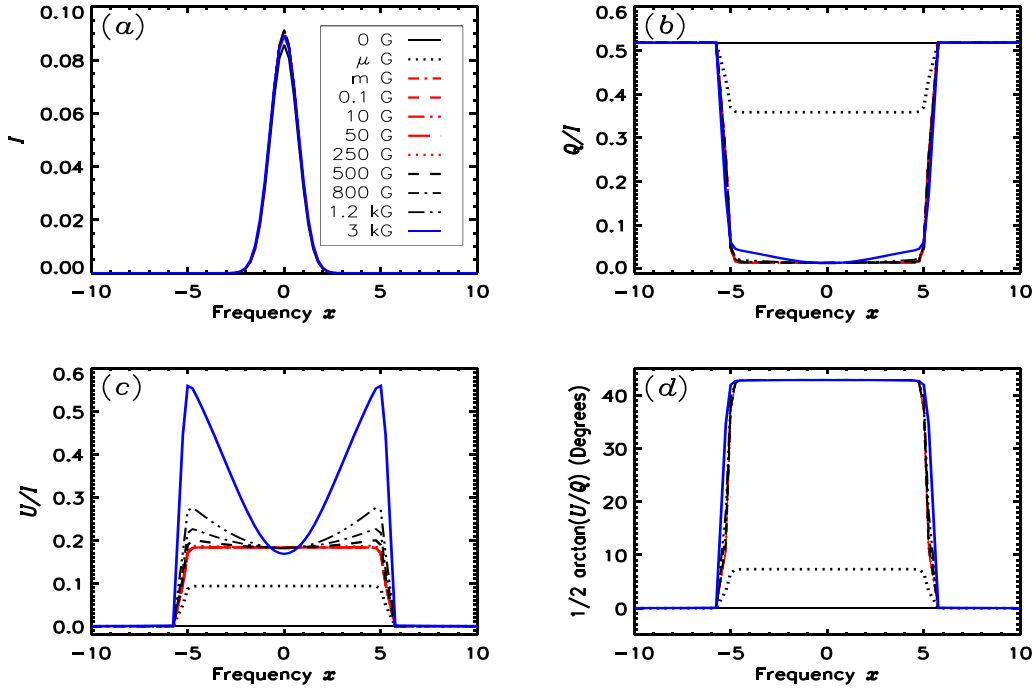 (a)
I
0.10
0.08
0.06
0.04
0.02
0.00
0 G
μ G
m G
0.1 G
10 G
50 G
250 G
500 G
800 G
1.2 kG
3 kG
−10 −5 0 5 10
Frequency x
(b)
Q/I
0.6
0.5
0.4
0.3
0.2
0.1
0.0
−10 −5 0 5 10
Frequency x
(c)
U/I
0.6
0.5
0.4
0.3
0.2
0.1
0.0
−10 −5 0 5 10
Frequency x
(d)
1/2 arctan(U/Q) (Degrees)
40
30
20
10
0
−10 −5 0 5 10
Frequency x